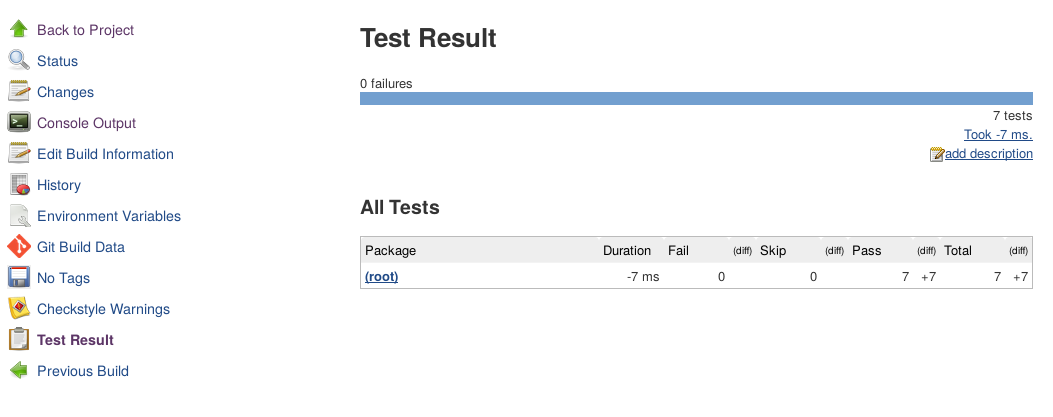 Back to Project
Status
Changes
Console Output
Edit Build Information
History
Environment Variables
Git Build Data
No Tags
Checkstyle Warnings
Test Result
Previous Build
Test Result
0 failures
7 tests
Took -7 ms.
add description
All Tests
Package Duration Fail (diff) Skip (diff) Pass (diff) Total (diff)
(root) -7 ms 0 0 7 +7 7 +7